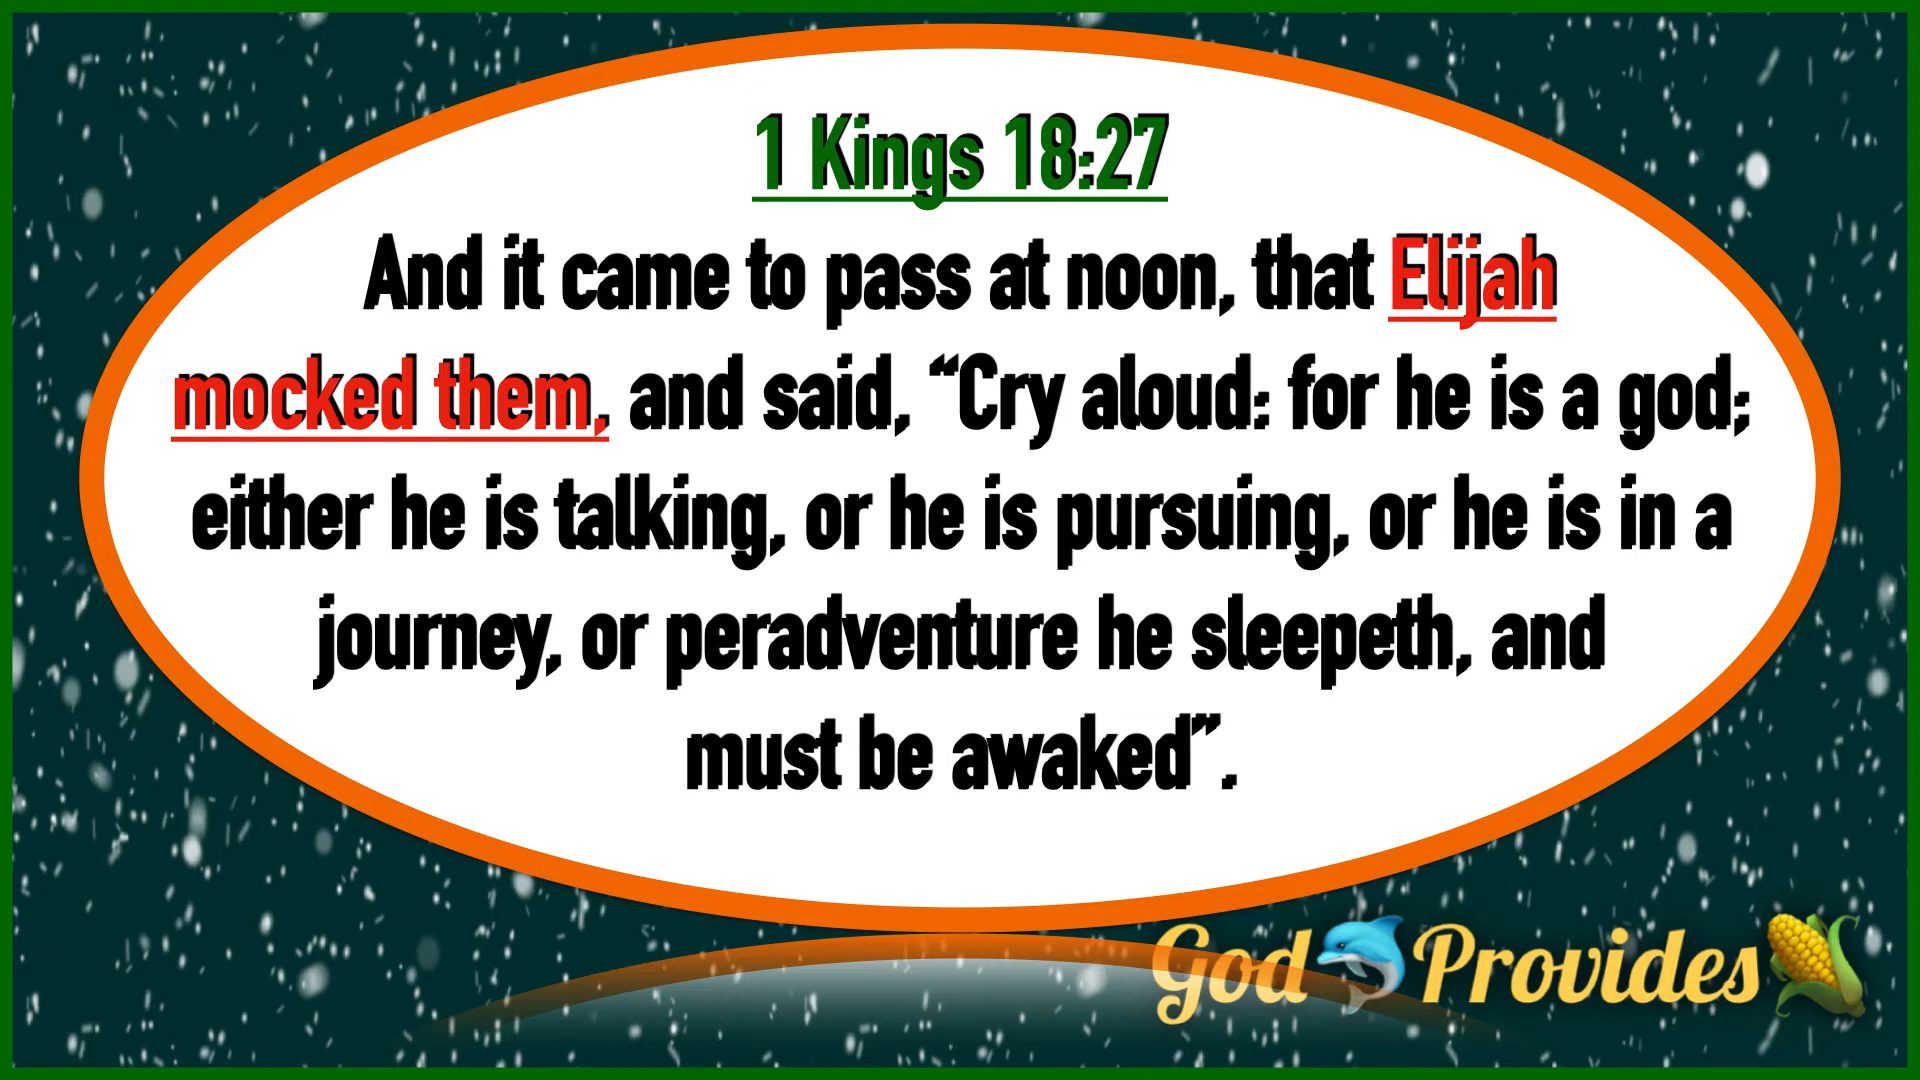 1 Kings 18:27
And it came to pass at noon, that Elijah
mocked them, and said, “Cry aloud: for he is a god;
either he is talking, or he is pursuing, or he is in a
journey, or peradventure he sleepeth, and
must be awaked”.
God Provides